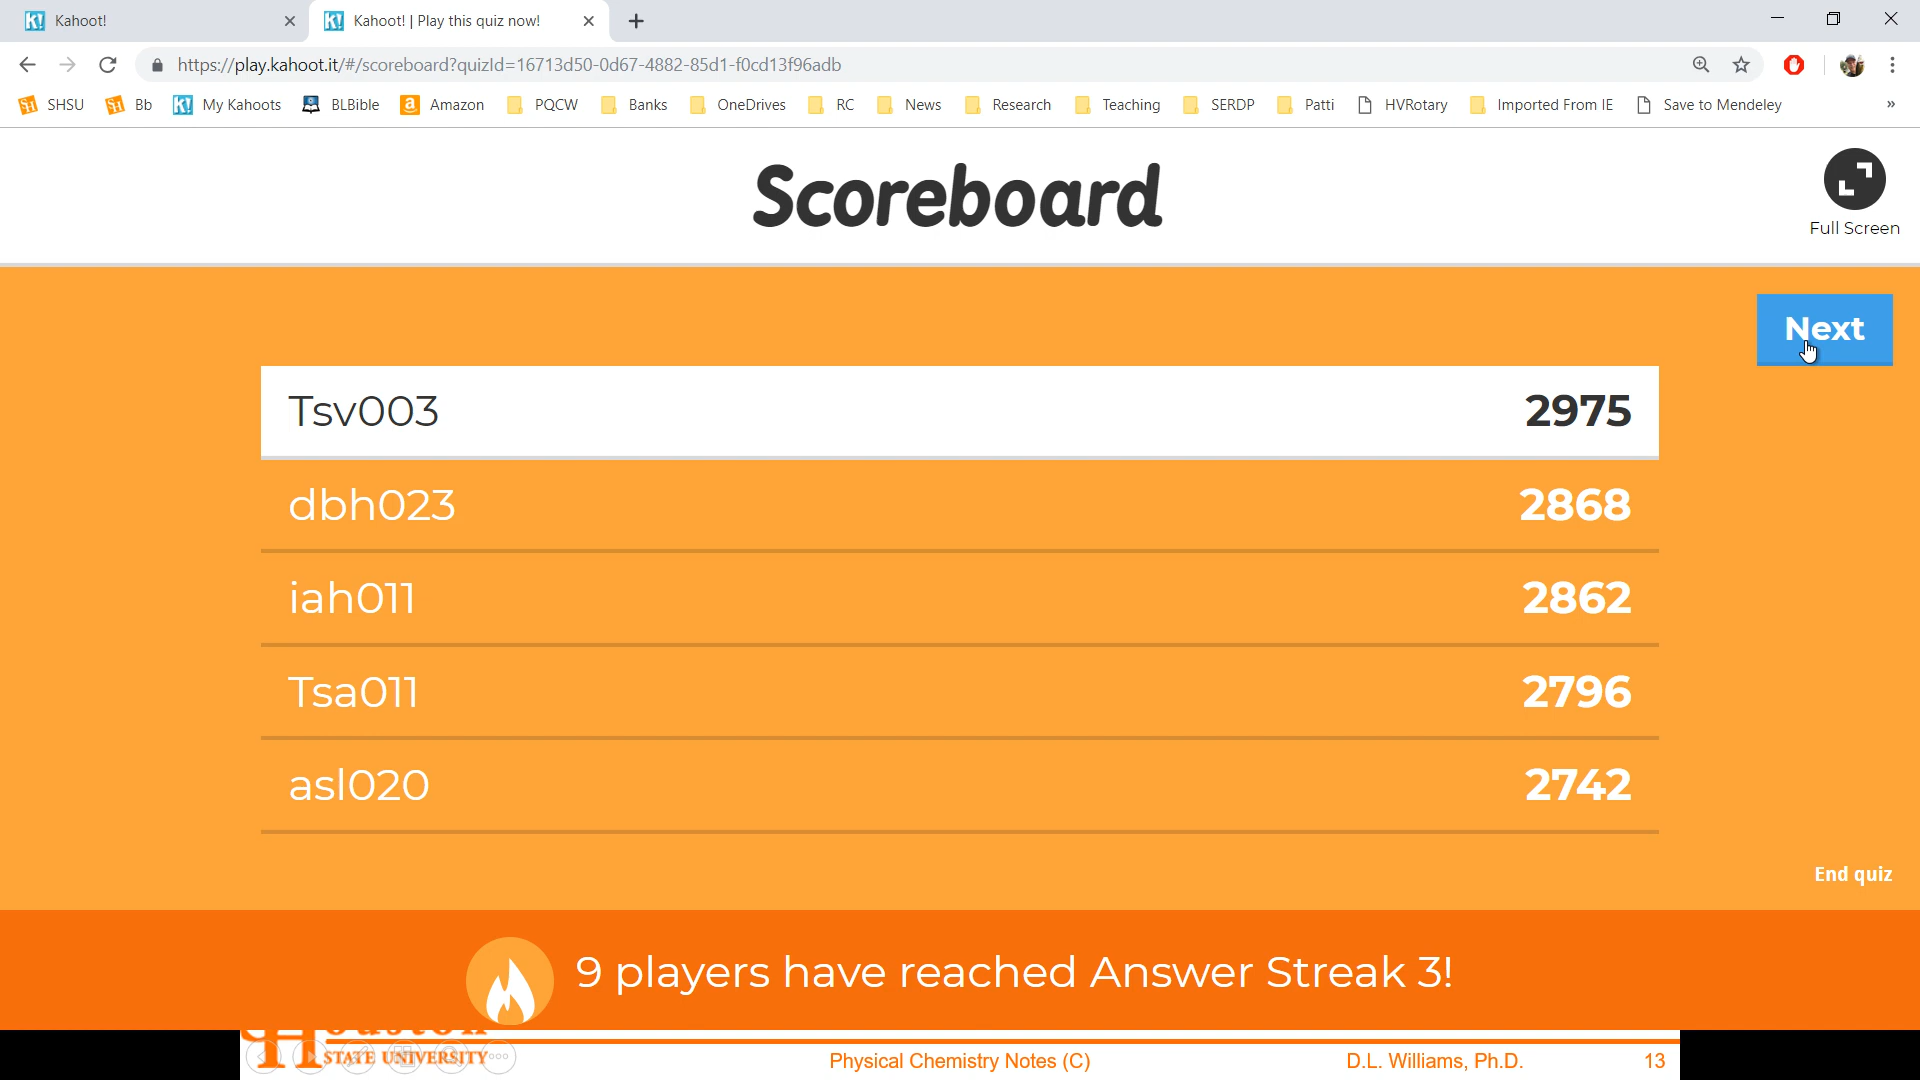 Kahoot!
Kahoot! | Play this quiz now!
https://play.kahoot.it/#/scoreboard?quizId=16713d50-0d67-4882-85d1-f0cd13f96adb
SHSU Bb My Kahoots BLBible Amazon PQCW Banks OneDrives RC News Research Teaching SERDP Patti HVRotary Imported From IE Save to Mendeley »
Scoreboard
Full Screen
Next
Tsv003 2975
dbh023 2868
iah011 2862
Tsa011 2796
asl020 2742
End quiz
9 players have reached Answer Streak 3!
STATE UNIVERSITY
Physical Chemistry Notes (C) D.L. Williams, Ph.D. 13